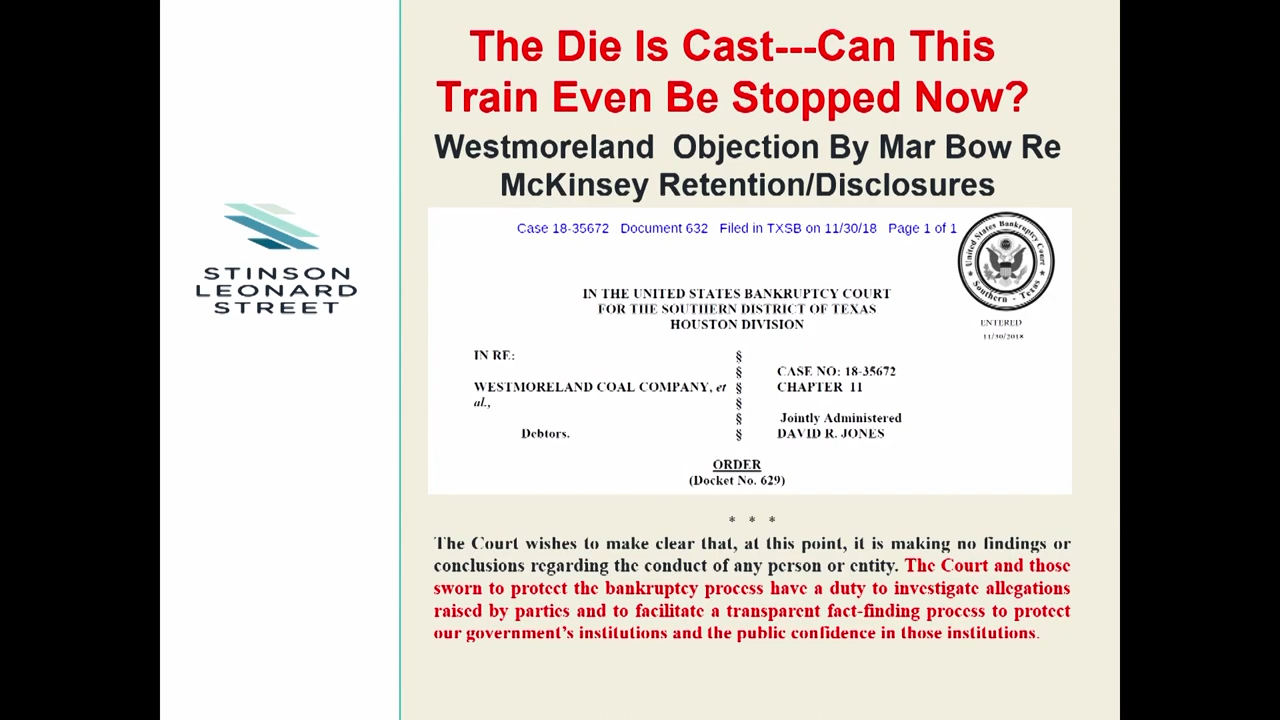 The Die Is Cast---Can This
Train Even Be Stopped Now?
Westmoreland Objection By Mar Bow Re
McKinsey Retention/Disclosures
STINSON
LEONARD
STREET
Case 18-35672 Document 632 Filed in TXSB on 11/30/18 Page 1 of 1
United States Bankruptcy Court
Southern - Texas
ENTERED
11/30/2018
IN THE UNITED STATES BANKRUPTCY COURT
FOR THE SOUTHERN DISTRICT OF TEXAS
HOUSTON DIVISION
IN RE: §
§ CASE NO: 18-35672
WESTMORELAND COAL COMPANY, et § CHAPTER 11
al., §
§ Jointly Administered
Debtors. § DAVID R. JONES
ORDER
(Docket No. 629)
* * *
The Court wishes to make clear that, at this point, it is making no findings or
conclusions regarding the conduct of any person or entity. The Court and those
sworn to protect the bankruptcy process have a duty to investigate allegations
raised by parties and to facilitate a transparent fact-finding process to protect
our government’s institutions and the public confidence in those institutions.